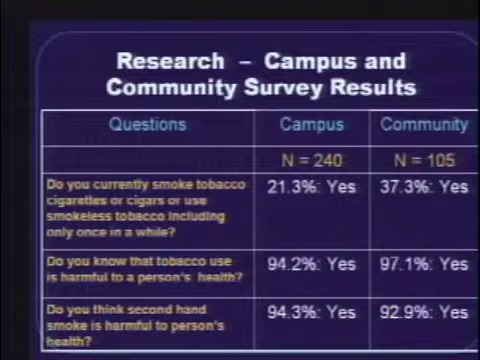 Research – Campus and
Community Survey Results
Questions Campus Community
N = 240 N = 105
Do you currently smoke tobacco
cigarettes or cigars or use
smokeless tobacco including
only once in a while?
21.3%: Yes 37.3%: Yes
Do you know that tobacco use
is harmful to a person's health?
94.2%: Yes 97.1%: Yes
Do you think second hand
smoke is harmful to person's
health?
94.3%: Yes 92.9%: Yes